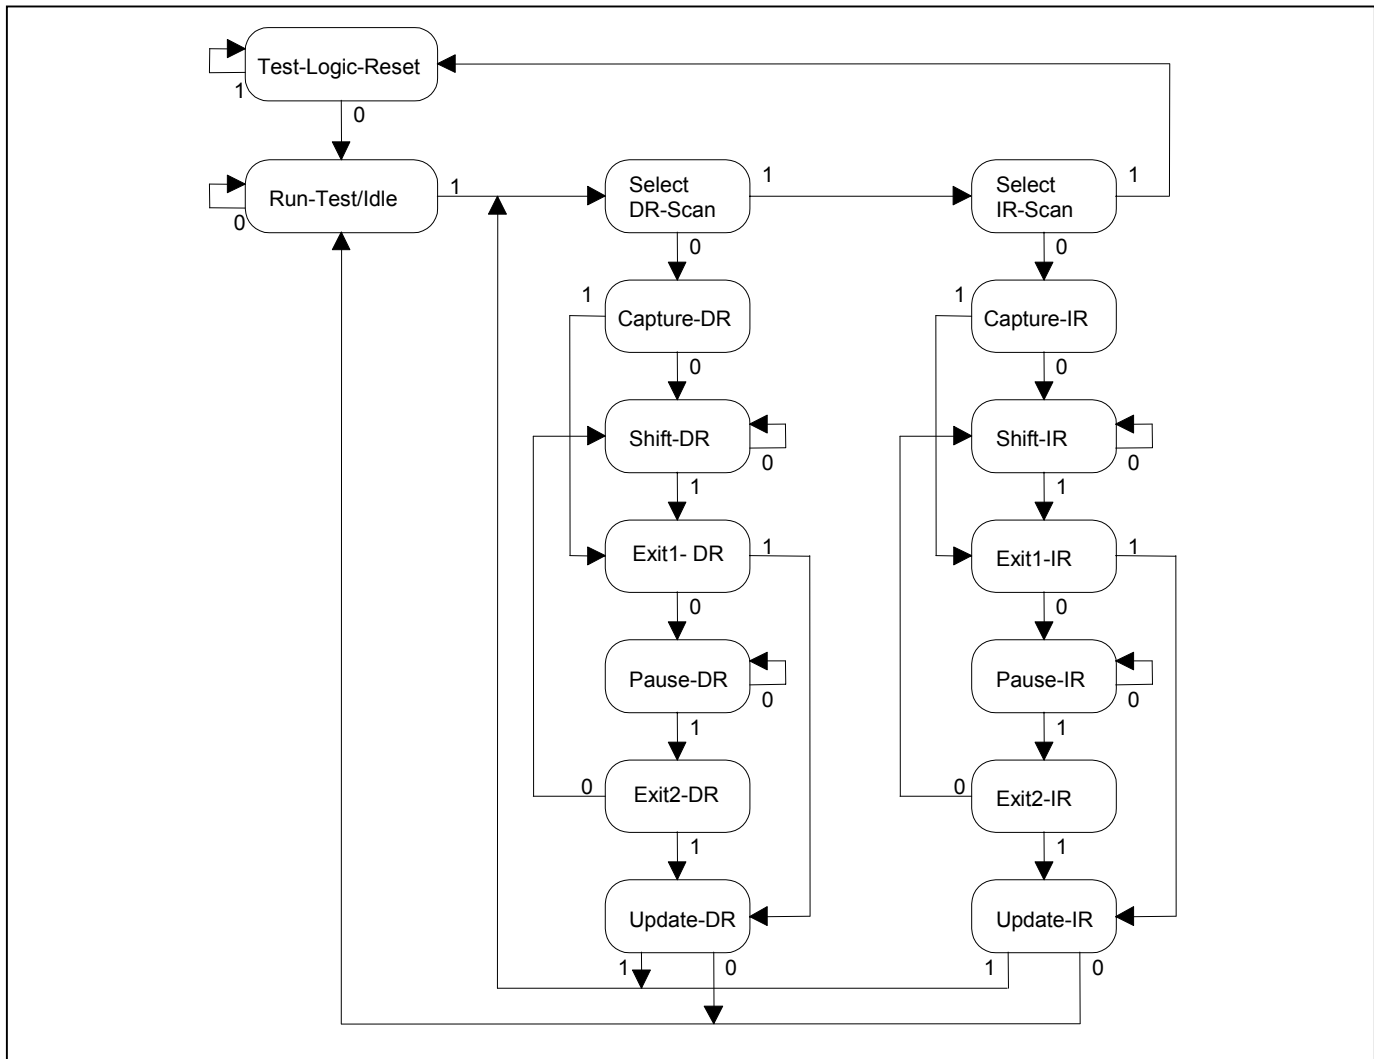 Test-Logic-Reset
1
0
Run-Test/Idle
0
1
Select
DR-Scan
1
0
Select
IR-Scan
1
0
1
Capture-DR
0
1
Capture-IR
0
Shift-DR
0
1
Shift-IR
0
1
Exit1- DR
1
0
Exit1-IR
1
0
Pause-DR
0
1
Pause-IR
0
1
0
Exit2-DR
1
0
Exit2-IR
1
Update-DR
1
0
Update-IR
1
0